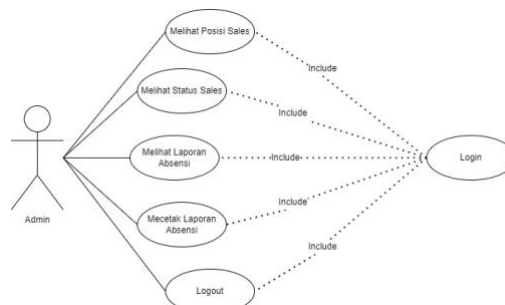 Melihat Posisi Sales
Include
Melihat Status Sales
Include
Melihat Laporan
Absensi
Include
Login
Admin
Mecetak Laporan
Absensi
Include
Include
Logout